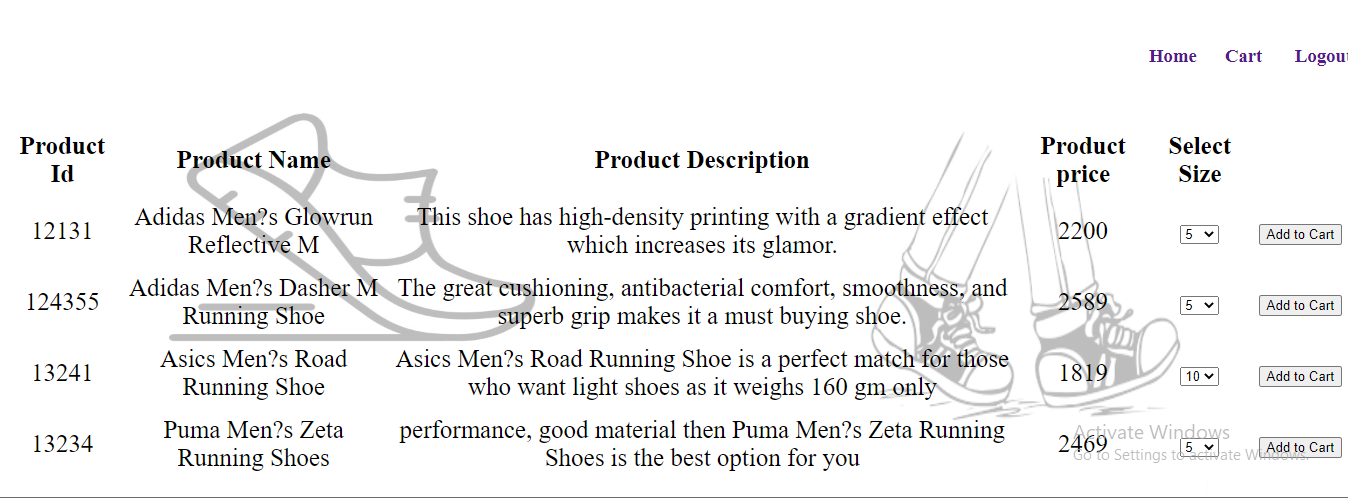 Home Cart Logou
Product Id Product Name Product Description Product price Select Size
12131 Adidas Men?s Glowrun Reflective M This shoe has high-density printing with a gradient effect which increases its glamor. 2200 5 Add to Cart
124355 Adidas Men?s Dasher M Running Shoe The great cushioning, antibacterial comfort, smoothness, and superb grip makes it a must buying shoe. 2589 5 Add to Cart
13241 Asics Men?s Road Running Shoe Asics Men?s Road Running Shoe is a perfect match for those who want light shoes as it weighs 160 gm only 1819 10 Add to Cart
13234 Puma Men?s Zeta Running Shoes performance, good material then Puma Men?s Zeta Running Shoes is the best option for you 2469 5 Add to Cart
Activate Windows
Go to Settings to activate Windows.